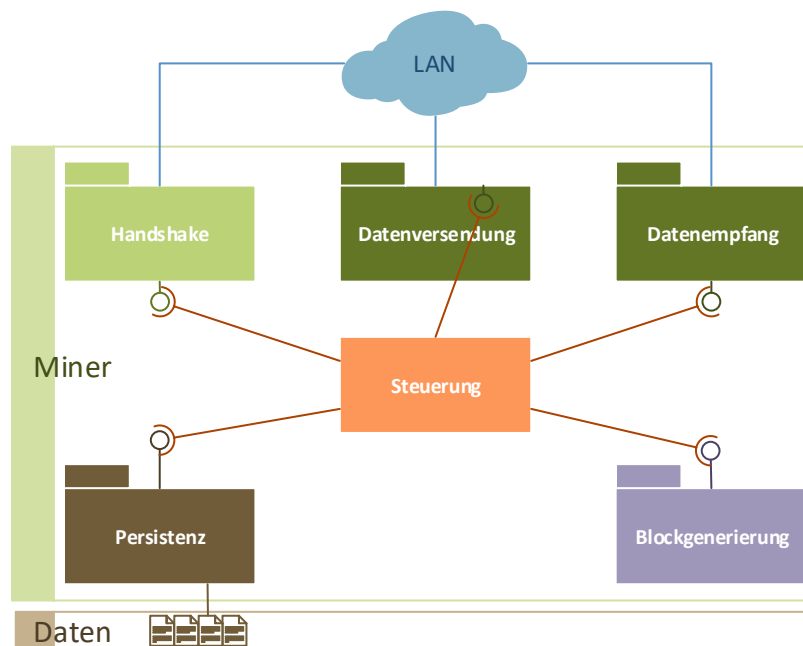 LAN
Handshake
Datenversendung
Datenempfang
Miner
Steuerung
Persistenz
Blockgenerierung
Daten